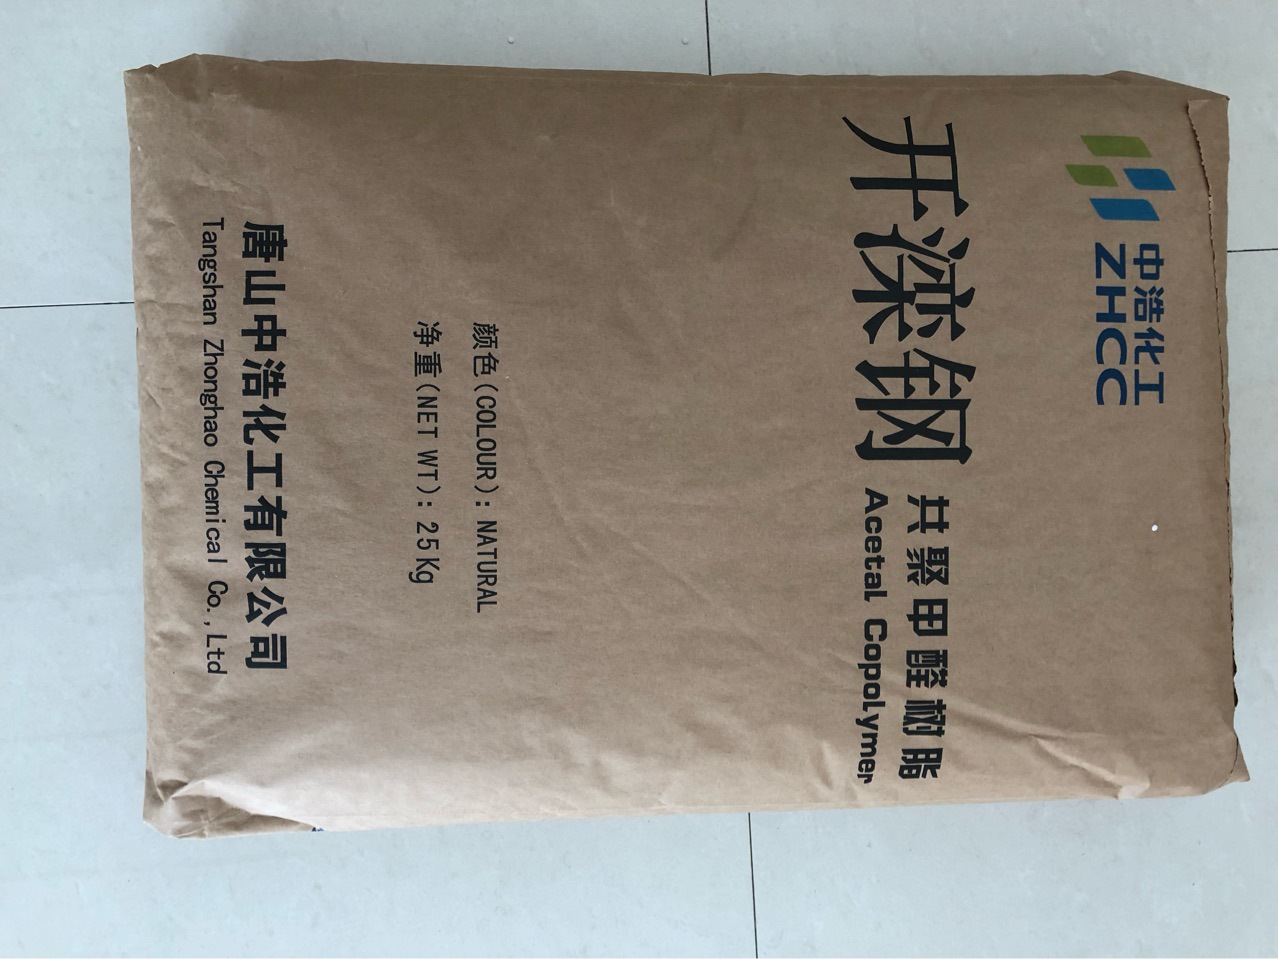 中浩化工
ZHCC
开滦钢
共聚甲醛树脂
Acetal Copolymer
颜色(COLOUR): NATURAL
净重(NET WT): 25Kg
唐山中浩化工有限公司
Tangshan Zhonghao Chemical Co., Ltd